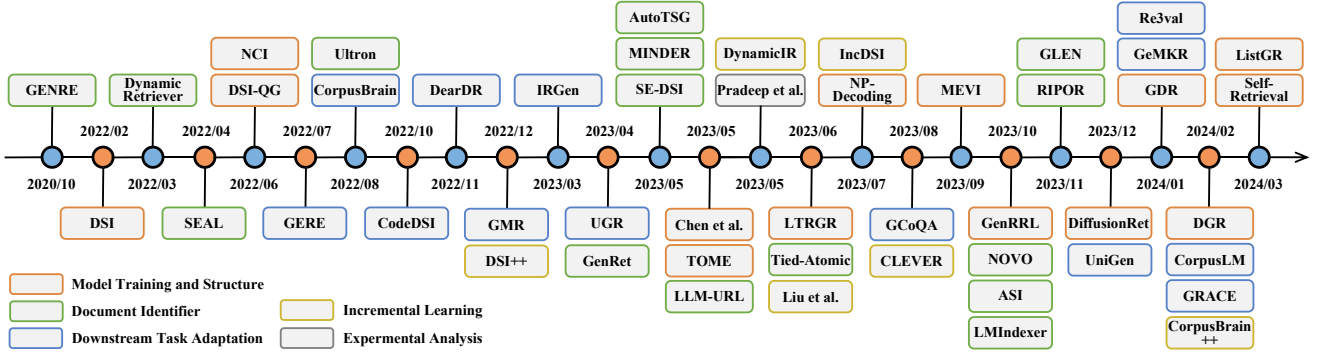 AutoTSG
Re3val
NCI
Ultron
MINDER
DynamicIR
IncDSI
GLEN
GeMKR
ListGR
GENRE
Dynamic
Retriever
DSI-QG
CorpusBrain
DearDR
IRGen
SE-DSI
Pradeep et al.
NP-
Decoding
MEVI
RIPOR
GDR
Self-
Retrieval
2022/02
2022/04
2022/07
2022/10
2022/12
2023/04
2023/05
2023/06
2023/08
2023/10
2023/12
2024/02
2020/10
2022/03
2022/06
2022/08
2022/11
2023/03
2023/05
2023/05
2023/07
2023/09
2023/11
2024/01
2024/03
DSI
SEAL
GERE
CodeDSI
GMR
UGR
Chen et al.
LTRGR
GCoQA
GenRRL
DiffusionRet
DGR
DSI++
GenRet
TOME
Tied-Atomic
CLEVER
NOVO
UniGen
CorpusLM
LLM-URL
Liu et al.
ASI
GRACE
LMIndexer
CorpusBrain
++
Model Training and Structure
Document Identifier
Downstream Task Adaptation
Incremental Learning
Expermental Analysis